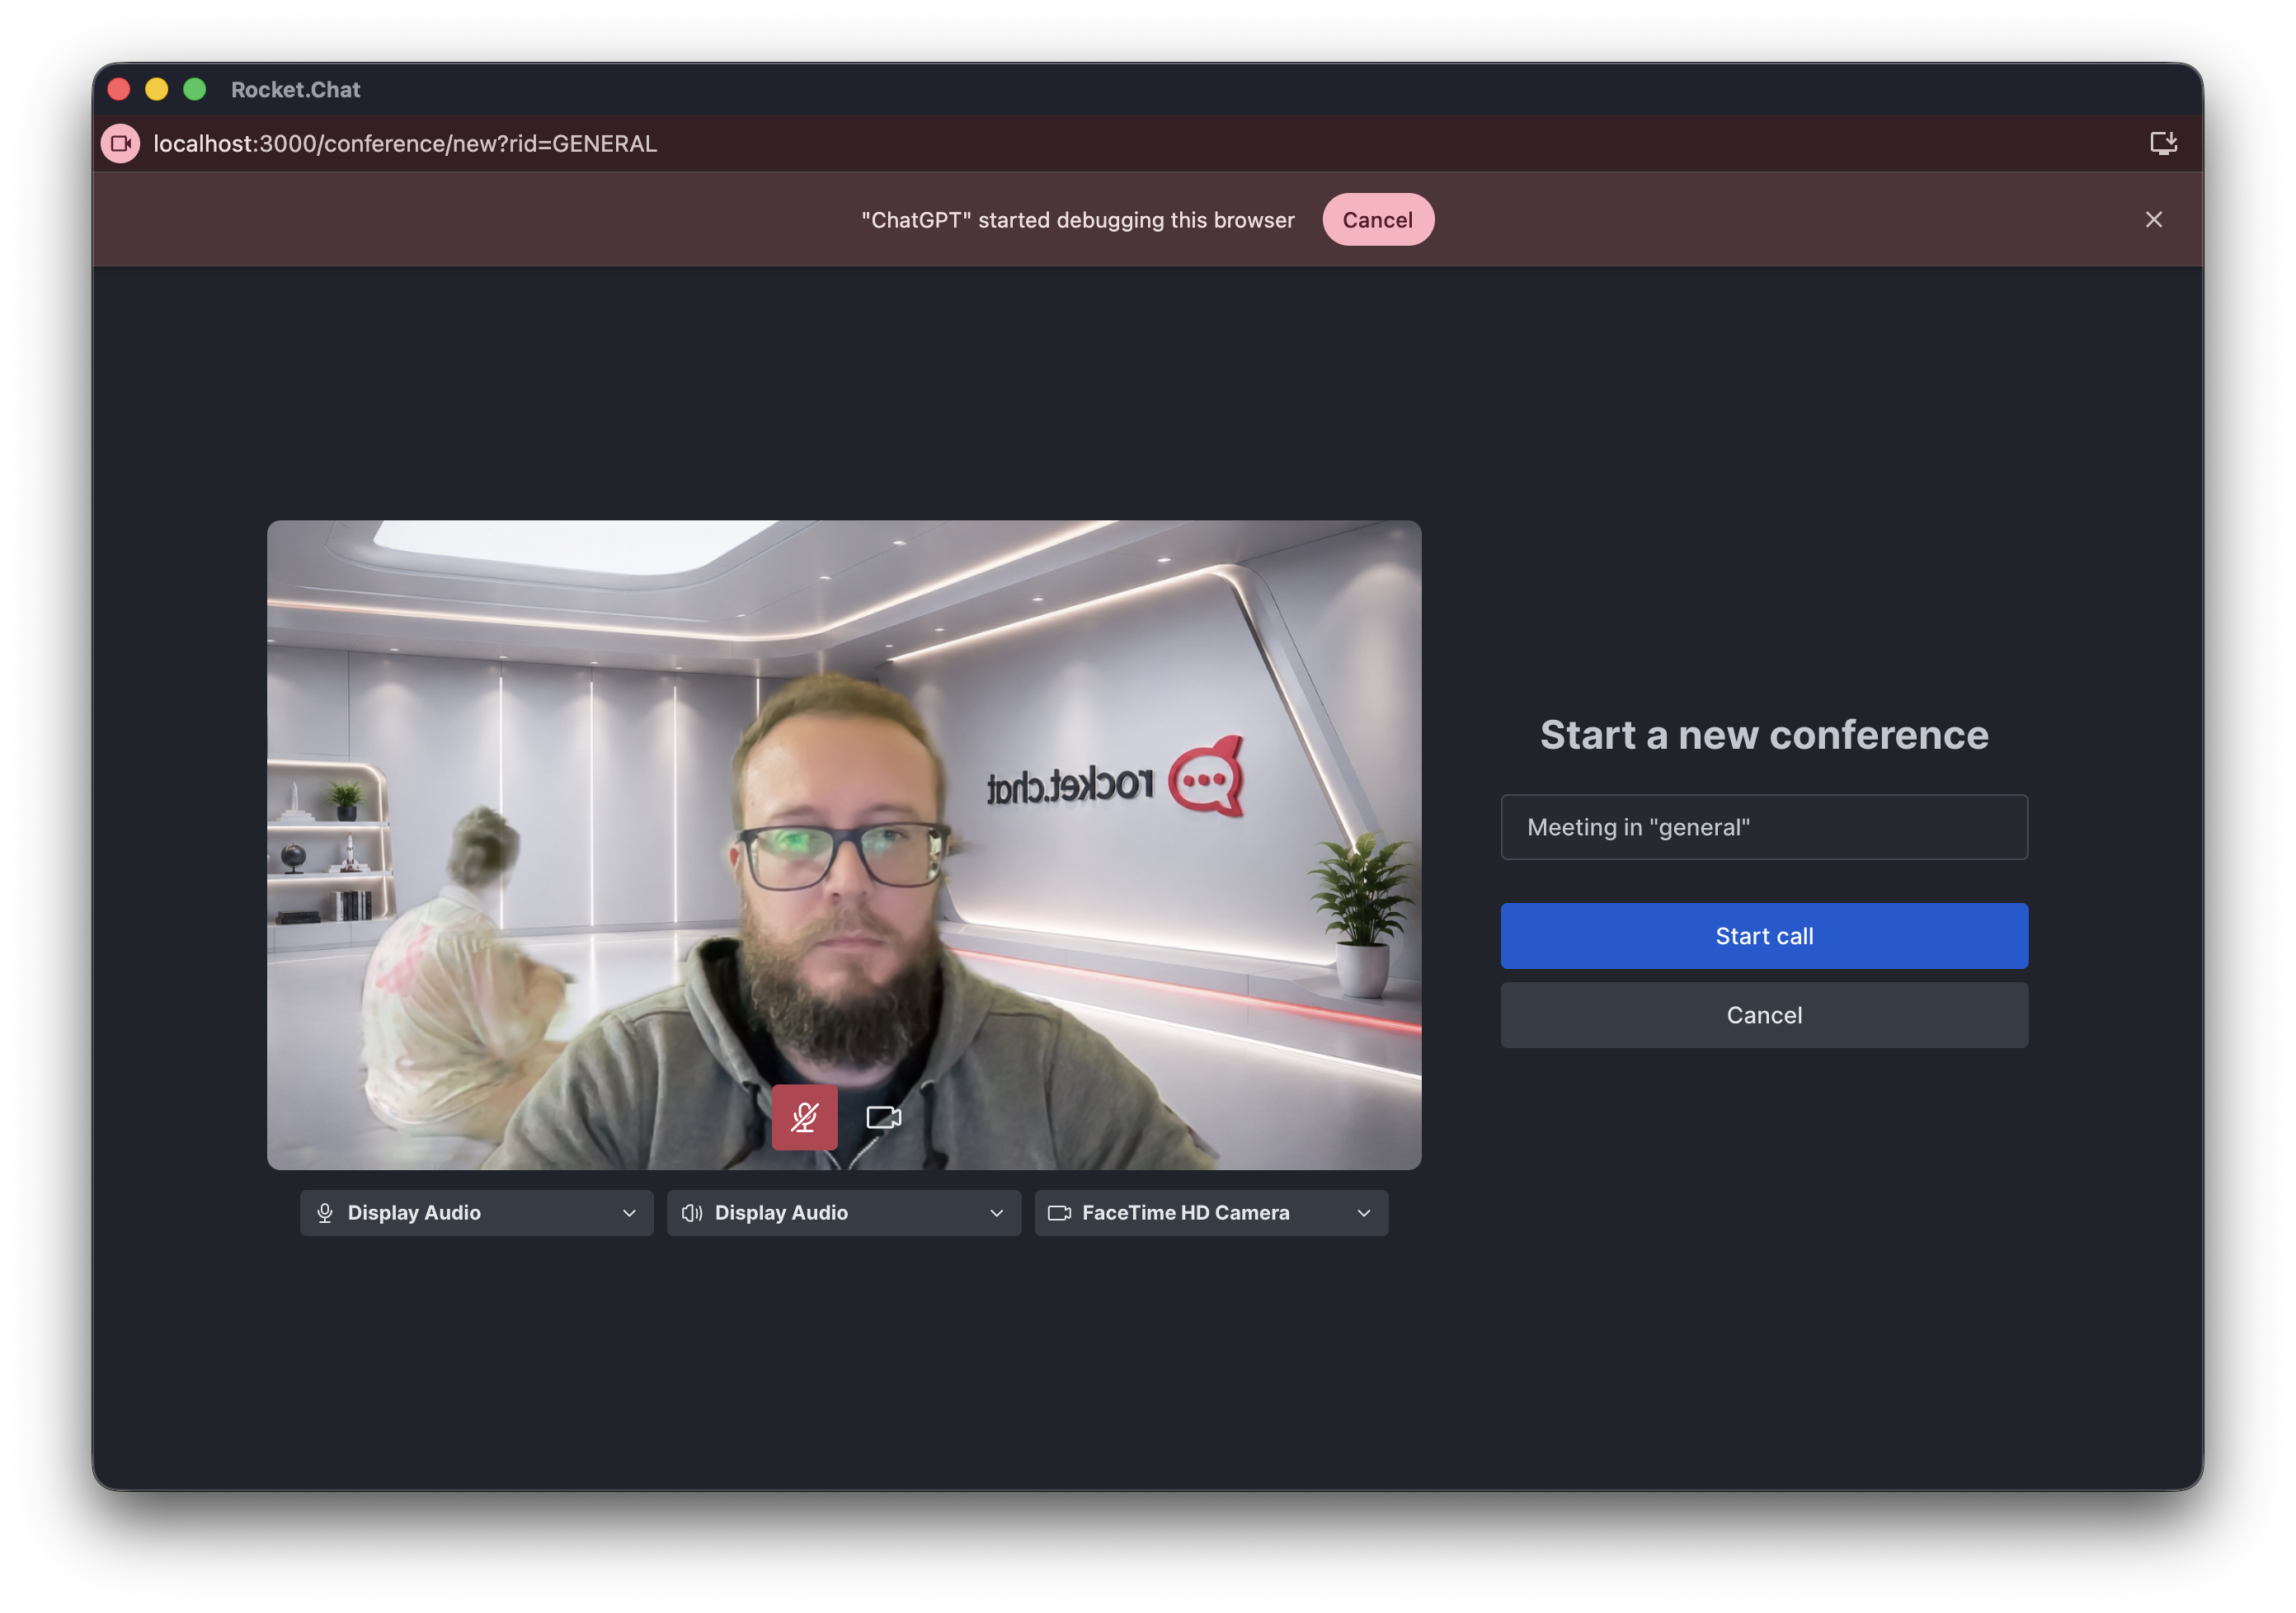 Rocket.Chat
localhost:3000/conference/new?rid=GENERAL
"ChatGPT" started debugging this browser
Cancel
rocket.chat
Start a new conference
Meeting in "general"
Start call
Cancel
Display Audio
Display Audio
FaceTime HD Camera